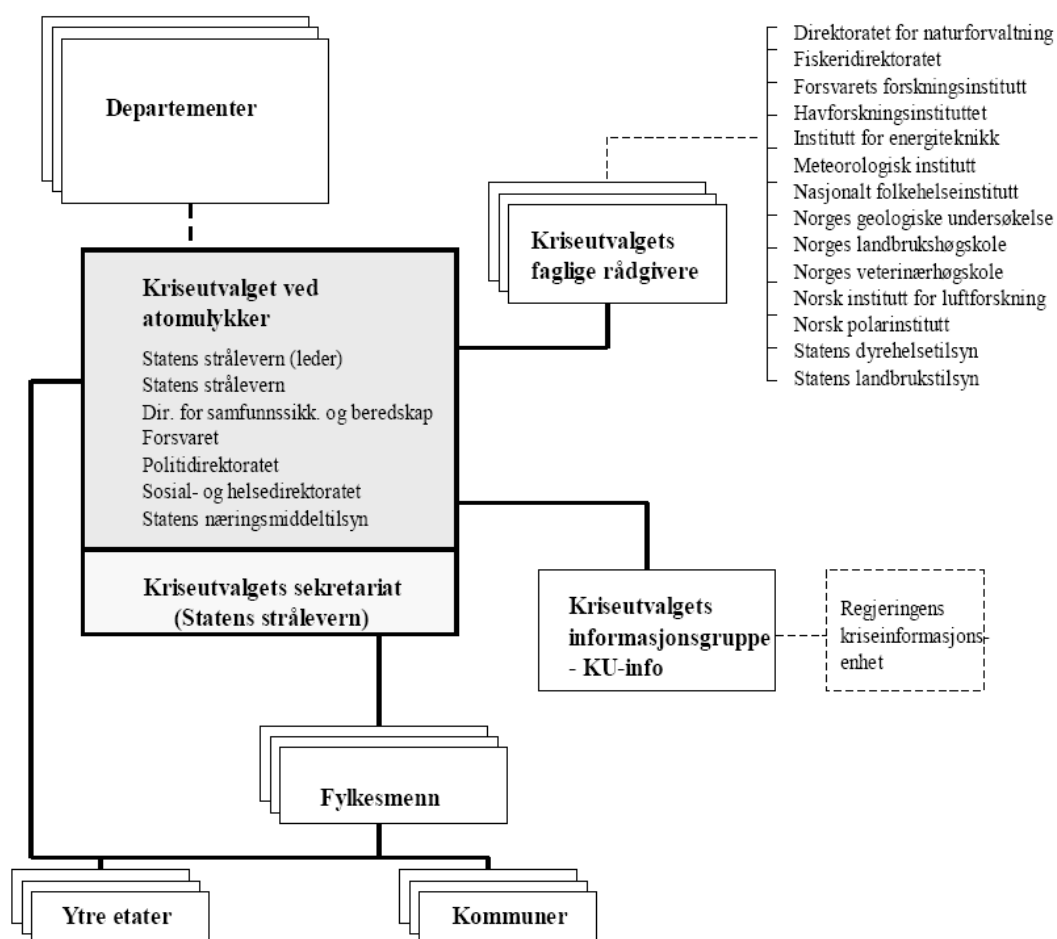 Departementer
Direktoratet for naturforvaltning
Fiskeridirektoratet
Forsvarets forskningsinstitutt
Havforskningsinstituttet
Institutt for energiteknikk
Meteorologisk institutt
Nasjonalt folkehelseinstitutt
Norges geologiske undersøkelse
Norges landbrukshøgskole
Norges veterinærhøgskole
Norsk institutt for luftforskning
Norsk polarinstitutt
Statens dyrehelsetilsyn
Statens landbrukstilsyn
Kriseutvalgets
faglige rådgivere
Kriseutvalget ved
atomulykker
Statens strålevern (leder)
Statens strålevern
Dir. for samfunnssikk. og beredskap
Forsvaret
Politidirektoratet
Sosial- og helsedirektoratet
Statens næringsmiddeltilsyn
Kriseutvalgets sekretariat
(Statens strålevern)
Kriseutvalgets
informasjonsgruppe
- KU-info
Regjeringens
kriseinformasjons-
enhet
Fylkesmenn
Ytre etater
Kommuner